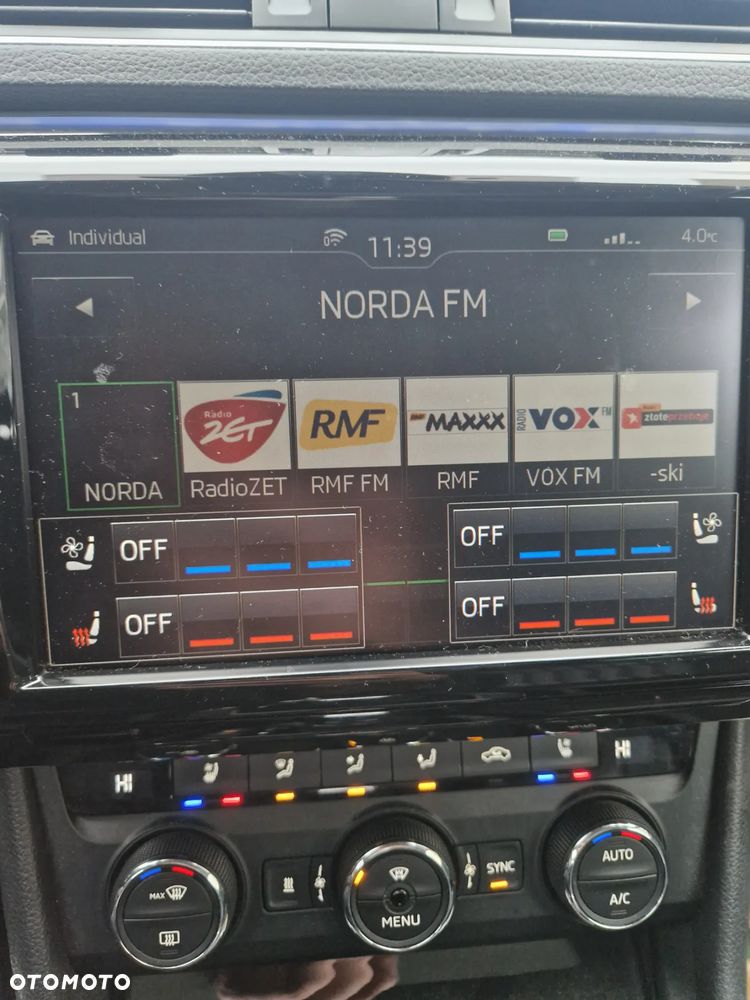 Individual 11:39 4.0°C
NORDA FM
1
Radio ZET RMF RMF MAXXX RADIO VOX FM złote przeboje
NORDA RadioZET RMF FM RMF VOX FM -ski
OFF OFF
OFF OFF
HI HI
MAX MENU SYNC AUTO
A/C
OTOMOTO